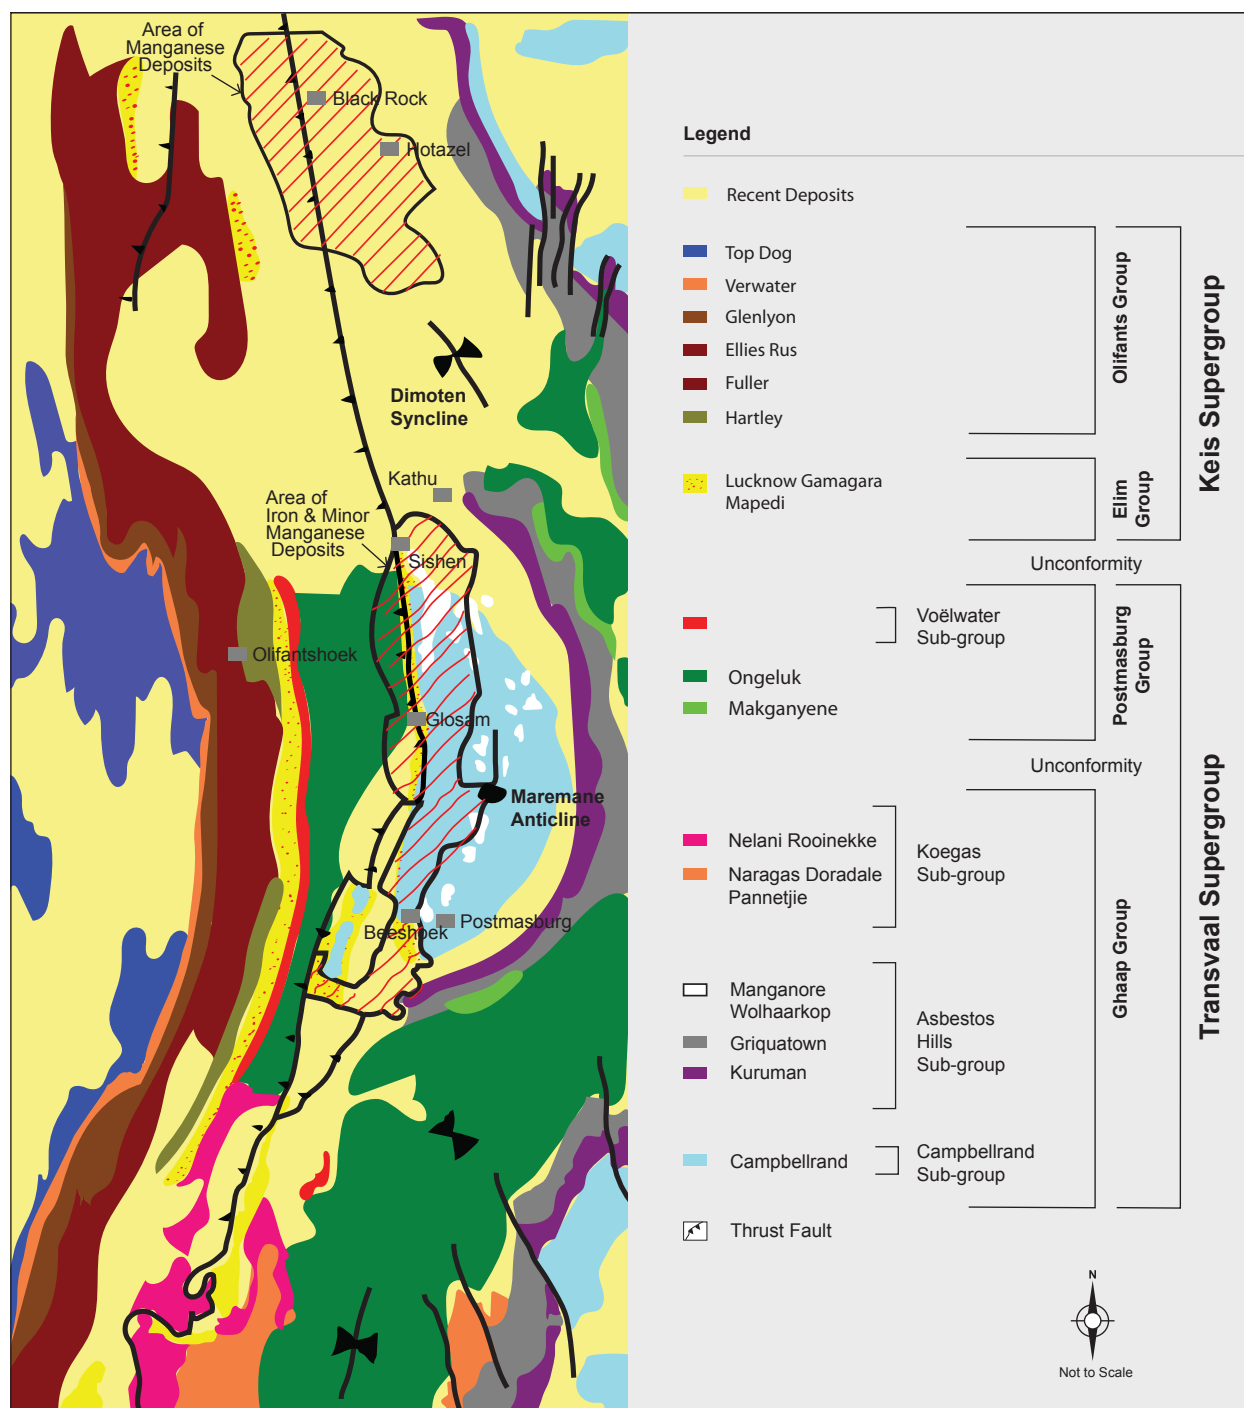 Area of
Manganese
Deposits
Black Rock
Hotazel
Dimoten
Syncline
Kathu
Area of
Iron & Minor
Manganese
Deposits
Sishen
Olifantshoek
Glosam
Maremane
Anticline
Beeshoek
Postmasburg
Legend
Recent Deposits
Top Dog
Verwater
Glenlyon
Ellies Rus
Fuller
Hartley
Olifants Group
Lucknow Gamagara
Mapedi
Elim
Group
Keis Supergroup
Unconformity
Voëlwater
Sub-group
Ongeluk
Makganyene
Postmasburg
Group
Unconformity
Nelani Rooinekke
Naragas Doradale
Pannetjie
Koegas
Sub-group
Manganore
Wolhaarkop
Griquatown
Kuruman
Asbestos
Hills
Sub-group
Campbellrand
Campbellrand
Sub-group
Ghaap Group
Transvaal Supergroup
Thrust Fault
N
Not to Scale